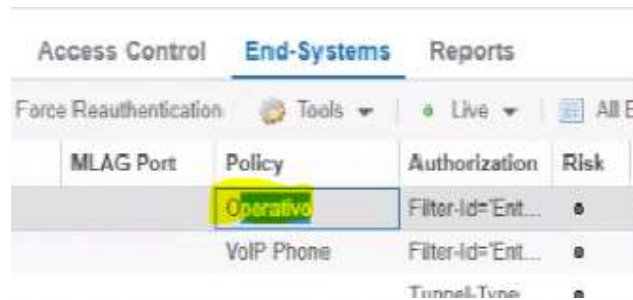 Access Control End-Systems Reports
Force Reauthentication Tools Live All E
MLAG Port Policy Authorization Risk
Operativo Filter-Id='Ent...
VoIP Phone Filter-Id='Ent...
Tunnel-Type